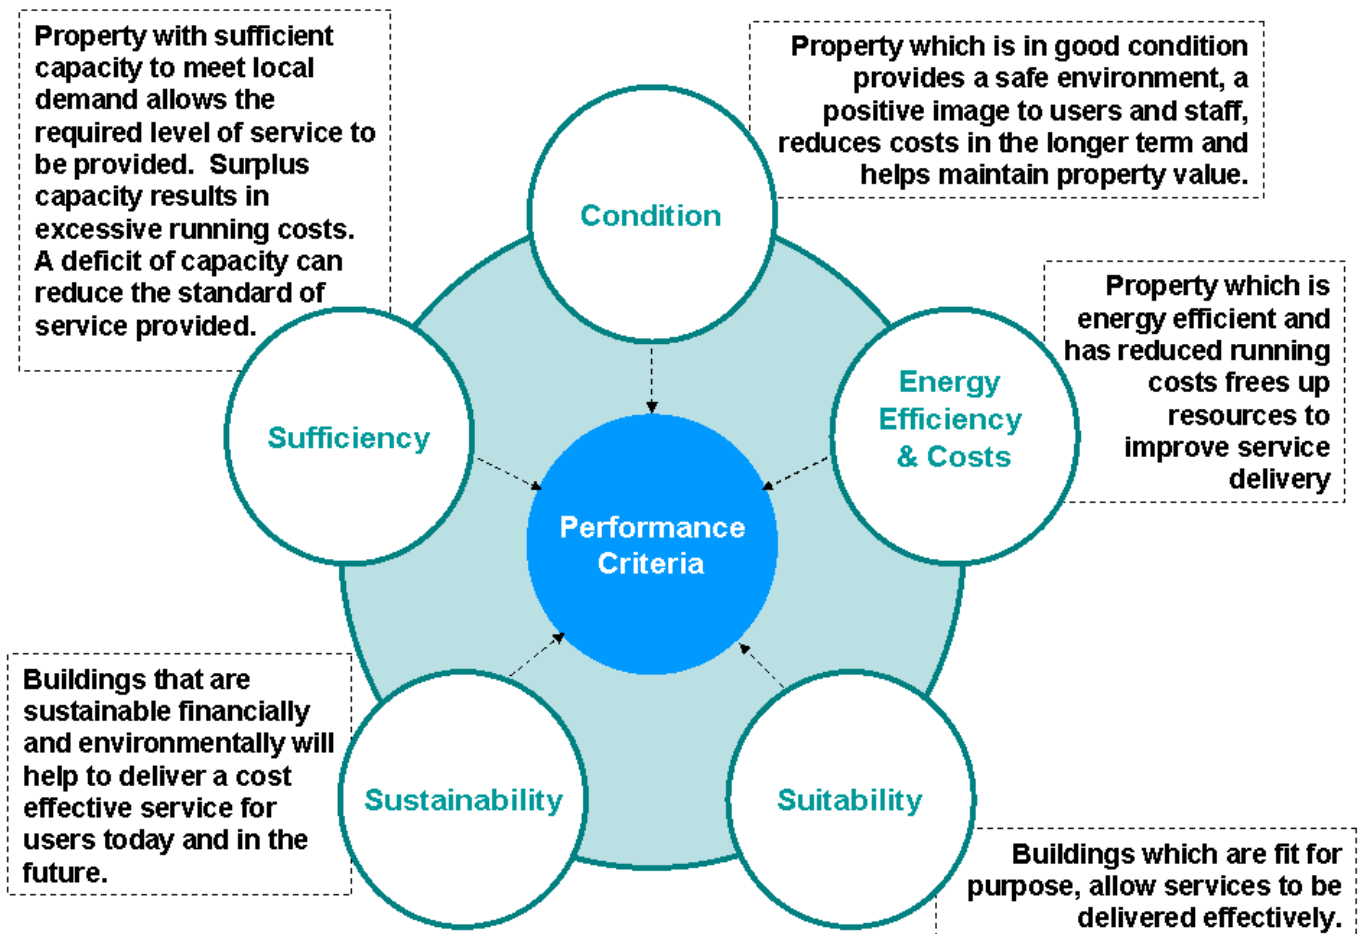 Property with sufficient
capacity to meet local
demand allows the
required level of service to
be provided.  Surplus
capacity results in
excessive running costs.
A deficit of capacity can
reduce the standard of
service provided.
Property which is in good condition
provides a safe environment, a
positive image to users and staff,
reduces costs in the longer term and
helps maintain property value.
Condition
Property which is
energy efficient and
has reduced running
costs frees up
resources to
improve service
delivery
Energy
Efficiency
& Costs
Sufficiency
Performance
Criteria
Buildings that are
sustainable financially
and environmentally will
help to deliver a cost
effective service for
users today and in the
future.
Sustainability
Suitability
Buildings which are fit for
purpose, allow services to be
delivered effectively.